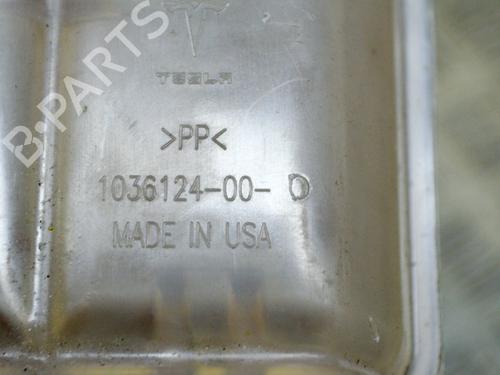 B-PARTS
TESLA
>PP<
1036124-00- D
MADE IN USA